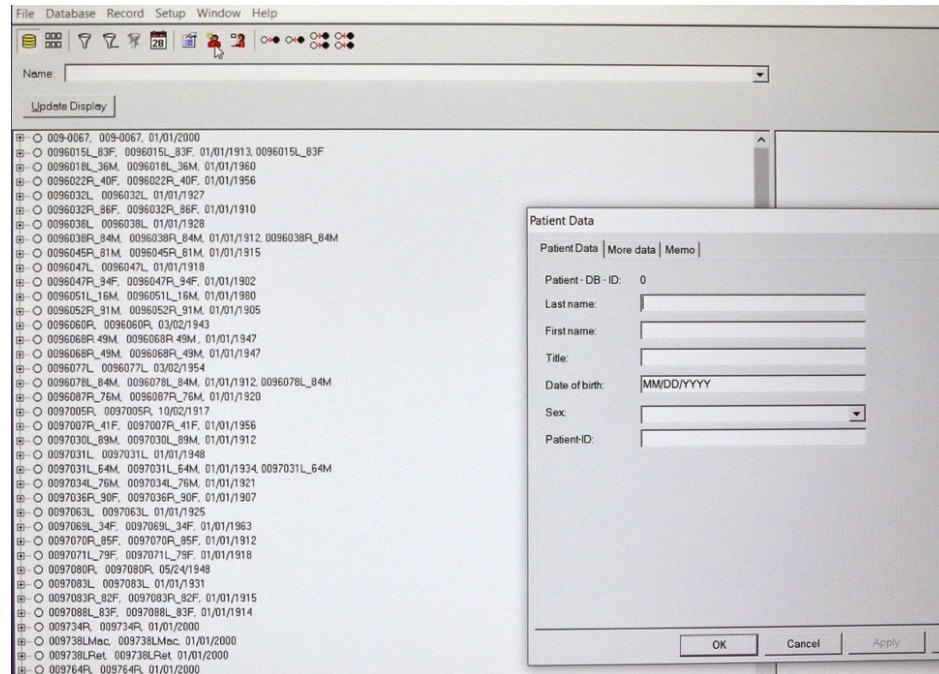 File Database Record Setup Window Help
28
Name:
Update Display
009-0067, 009-0067, 01/01/2000
0096015L_83F, 0096015L_83F, 01/01/1913, 0096015L_83F
0096018L_36M, 0096018L_36M, 01/01/1960
0096022R_40F, 0096022R_40F, 01/01/1956
0096032L, 0096032L, 01/01/1927
0096032R_86F, 0096032R_86F, 01/01/1910
0096038L, 0096038L, 01/01/1928
0096038R_84M, 0096038R_84M, 01/01/1912, 0096038R_84M
0096045R_81M, 0096045R_81M, 01/01/1915
0096047L, 0096047L, 01/01/1918
0096047R_94F, 0096047R_94F, 01/01/1902
0096051L_16M, 0096051L_16M, 01/01/1980
0096052R_91M, 0096052R_91M, 01/01/1905
0096060R, 0096060R, 03/02/1943
0096068R 49M, 0096068R 49M, 01/01/1947
0096068R_49M, 0096068R_49M, 01/01/1947
0096077L, 0096077L, 03/02/1954
0096078L_84M, 0096078L_84M, 01/01/1912, 0096078L_84M
0096087R_76M, 0096087R_76M, 01/01/1920
0097005R, 0097005R, 10/02/1917
0097007R_41F, 0097007R_41F, 01/01/1956
0097030L_89M, 0097030L_89M, 01/01/1912
0097031L, 0097031L, 01/01/1948
0097031L_64M, 0097031L_64M, 01/01/1934, 0097031L_64M
0097034L_76M, 0097034L_76M, 01/01/1921
0097036R_90F, 0097036R_90F, 01/01/1907
0097063L, 0097063L, 01/01/1925
0097069L_34F, 0097069L_34F, 01/01/1963
0097070R_85F, 0097070R_85F, 01/01/1912
0097071L_79F, 0097071L_79F, 01/01/1918
0097080R, 0097080R, 05/24/1948
0097083L, 0097083L, 01/01/1931
0097083R_82F, 0097083R_82F, 01/01/1915
0097088L_83F, 0097088L_83F, 01/01/1914
009734R, 009734R, 01/01/2000
009738LMac, 009738LMac, 01/01/2000
009738LRet, 009738LRet, 01/01/2000
009764R, 009764R, 01/01/2000
Patient Data
Patient Data More data Memo
Patient - DB - ID: 0
Last name:
First name:
Title:
Date of birth: MM/DD/YYYY
Sex:
Patient-ID:
OK Cancel Apply